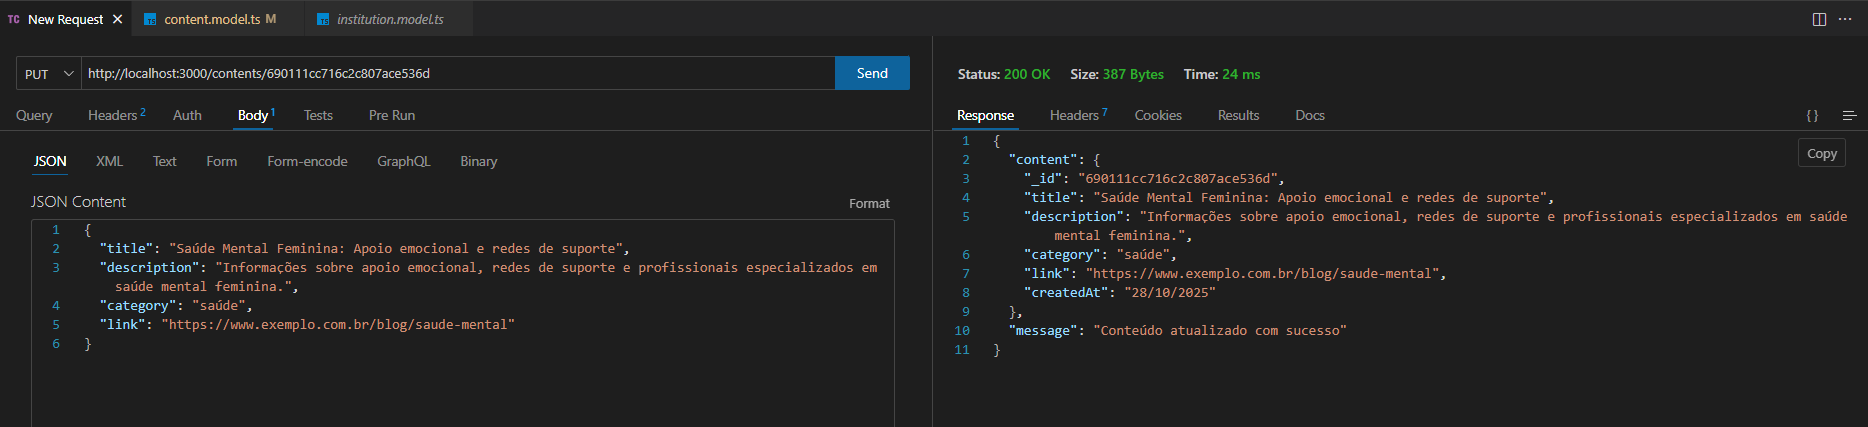 TC New Request × TS content.model.ts M TS institution.model.ts
PUT http://localhost:3000/contents/690111cc716c2c807ace536d Send
Query Headers 2 Auth Body 1 Tests Pre Run
JSON XML Text Form Form-encode GraphQL Binary
JSON Content Format
1 {
2 "title": "Saúde Mental Feminina: Apoio emocional e redes de suporte",
3 "description": "Informações sobre apoio emocional, redes de suporte e profissionais especializados em
saúde mental feminina.",
4 "category": "saúde",
5 "link": "https://www.exemplo.com.br/blog/saude-mental"
6 }
Status: 200 OK Size: 387 Bytes Time: 24 ms
Response Headers 7 Cookies Results Docs { }
Copy
1 {
2 "content": {
3 "_id": "690111cc716c2c807ace536d",
4 "title": "Saúde Mental Feminina: Apoio emocional e redes de suporte",
5 "description": "Informações sobre apoio emocional, redes de suporte e profissionais especializados em saúde
mental feminina.",
6 "category": "saúde",
7 "link": "https://www.exemplo.com.br/blog/saude-mental",
8 "createdAt": "28/10/2025"
9 },
10 "message": "Conteúdo atualizado com sucesso"
11 }